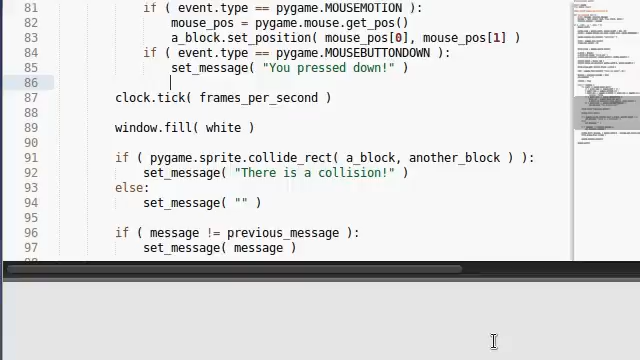 81 if ( event.type == pygame.MOUSEMOTION ):
82 mouse_pos = pygame.mouse.get_pos()
83 a_block.set_position( mouse_pos[0], mouse_pos[1] )
84 if ( event.type == pygame.MOUSEBUTTONDOWN ):
85 set_message( "You pressed down!" )
86
87 clock.tick( frames_per_second )
88
89 window.fill( white )
90
91 if ( pygame.sprite.collide_rect( a_block, another_block ) ):
92 set_message( "There is a collision!" )
93 else:
94 set_message( "" )
95
96 if ( message != previous_message ):
97 set_message( message )